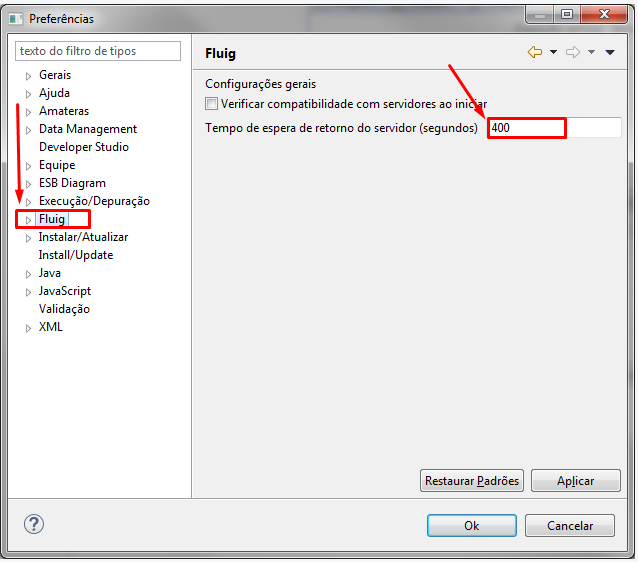 Preferências
texto do filtro de tipos
Gerais
Ajuda
Amateras
Data Management
Developer Studio
Equipe
ESB Diagram
Execução/Depuração
Fluig
Instalar/Atualizar
Install/Update
Java
JavaScript
Validação
XML
Fluig
Configurações gerais
Verificar compatibilidade com servidores ao iniciar
Tempo de espera de retorno do servidor (segundos) 400
Restaurar Padrões Aplicar
Ok Cancelar